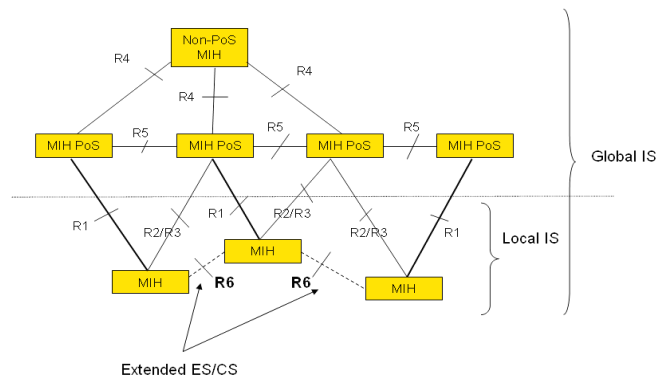 Non-PoS
MIH
R4
R4
R4
R5
R5
R5
MIH PoS
MIH PoS
MIH PoS
MIH PoS
Global IS
R1
R2/R3
R1
R2/R3
R2/R3
R1
Local IS
MIH
MIH
MIH
R6
R6
Extended ES/CS